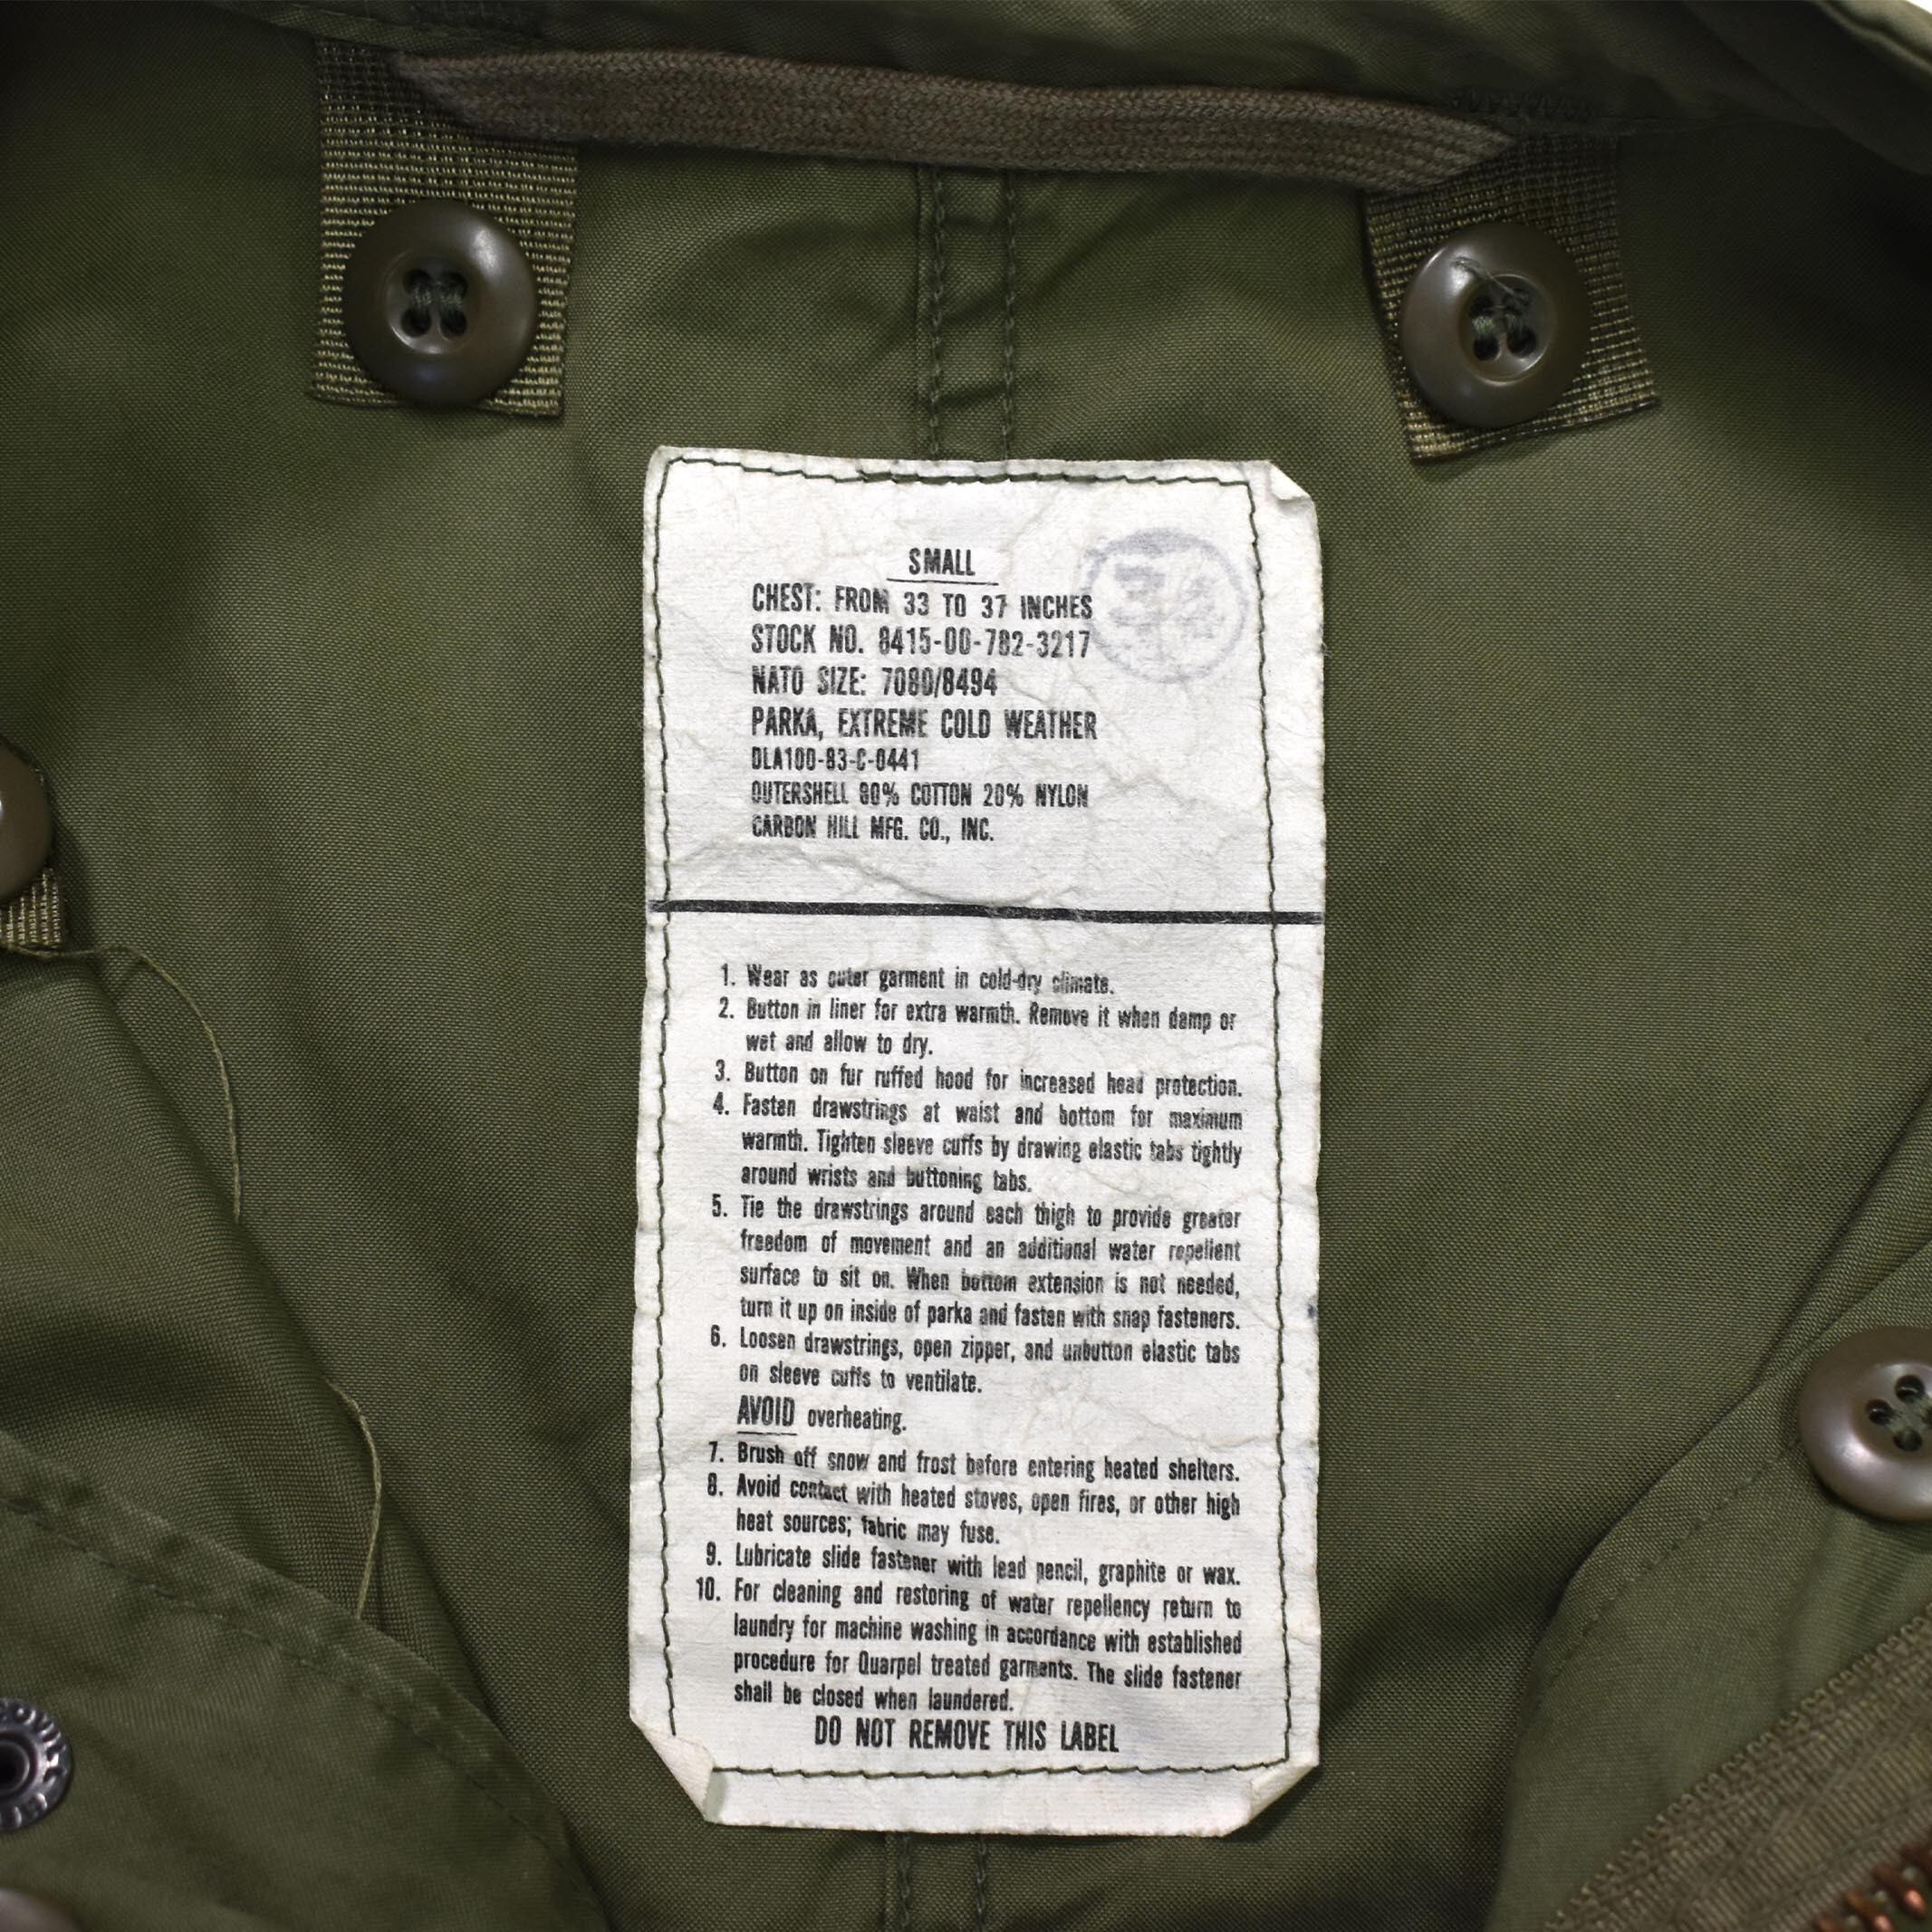 SMALL
CHEST: FROM 33 TO 37 INCHES
STOCK NO. 8415-00-782-3217
NATO SIZE: 7080/8494
PARKA, EXTREME COLD WEATHER
DLA100-83-C-0441
OUTERSHELL 80% COTTON 20% NYLON
CARBON HILL MFG. CO., INC.
1. Wear as outer garment in cold-dry climate.
2. Button in liner for extra warmth. Remove it when damp or
wet and allow to dry.
3. Button on fur ruffed hood for increased head protection.
4. Fasten drawstrings at waist and bottom for maximum
warmth. Tighten sleeve cuffs by drawing elastic tabs tightly
around wrists and buttoning tabs.
5. Tie the drawstrings around each thigh to provide greater
freedom of movement and an additional water repellent
surface to sit on. When bottom extension is not needed,
turn it up on inside of parka and fasten with snap fasteners.
6. Loosen drawstrings, open zipper, and unbutton elastic tabs
on sleeve cuffs to ventilate.
AVOID overheating.
7. Brush off snow and frost before entering heated shelters.
8. Avoid contact with heated stoves, open fires, or other high
heat sources; fabric may fuse.
9. Lubricate slide fastener with lead pencil, graphite or wax.
10. For cleaning and restoring of water repellency return to
laundry for machine washing in accordance with established
procedure for Quarpel treated garments. The slide fastener
shall be closed when laundered.
DO NOT REMOVE THIS LABEL